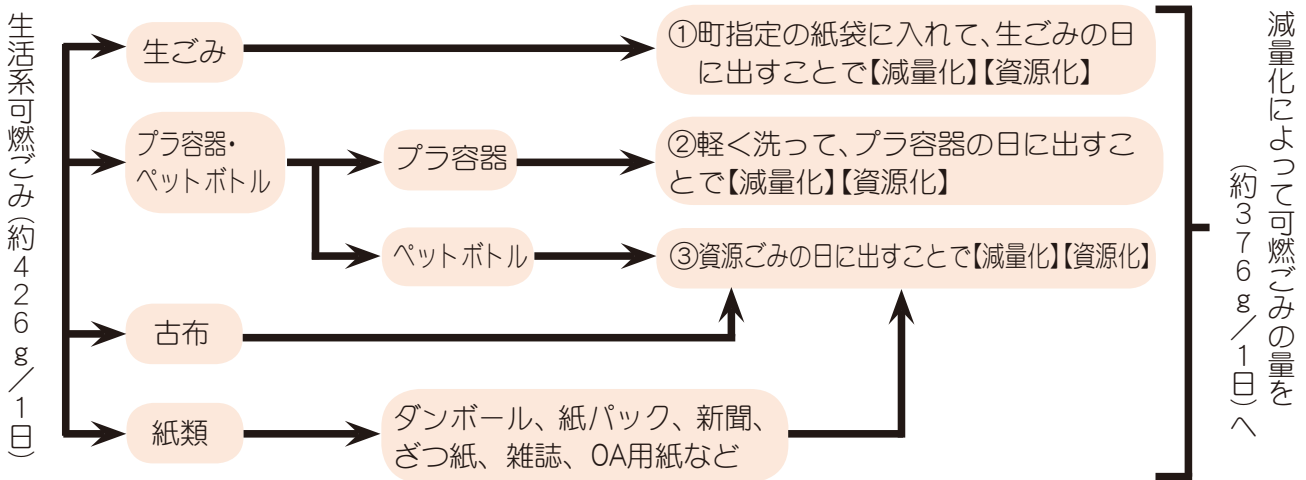 生活系可燃ごみ（約426g／1日）
生ごみ
①町指定の紙袋に入れて、生ごみの日
に出すことで【減量化】【資源化】
プラ容器・
ペットボトル
プラ容器
②軽く洗って、プラ容器の日に出すこ
とで【減量化】【資源化】
ペットボトル
③資源ごみの日に出すことで【減量化】【資源化】
古布
紙類
ダンボール、紙パック、新聞、
ざつ紙、雑誌、OA用紙など
減量化によって可燃ごみの量を
（約376g／1日）へ